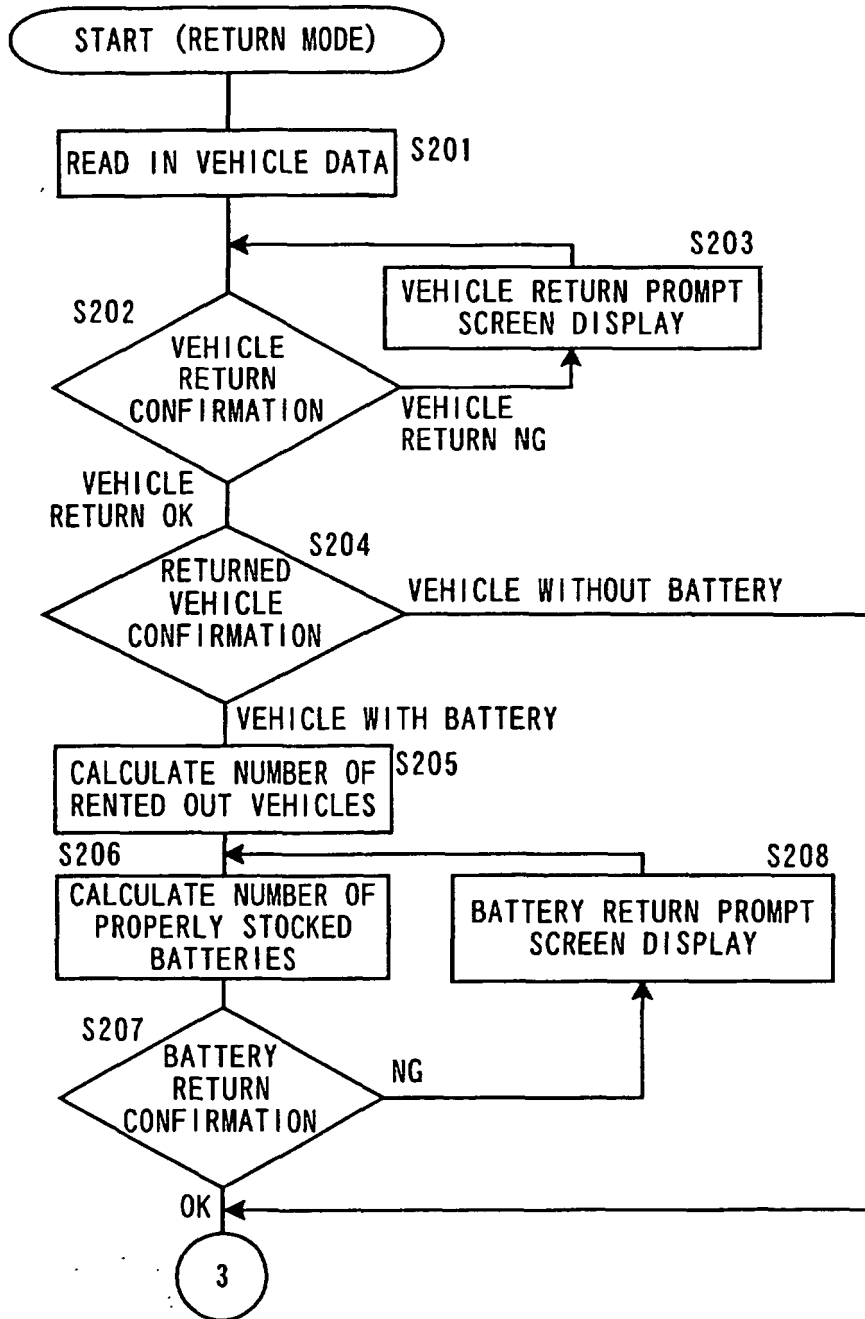 START (RETURN MODE)
READ IN VEHICLE DATA
S201
S203
VEHICLE RETURN PROMPT
SCREEN DISPLAY
S202
VEHICLE
RETURN
CONFIRMATION
VEHICLE
RETURN NG
VEHICLE
RETURN OK
S204
RETURNED
VEHICLE
CONFIRMATION
VEHICLE WITHOUT BATTERY
VEHICLE WITH BATTERY
CALCULATE NUMBER OF
RENTED OUT VEHICLES
S205
S206
CALCULATE NUMBER OF
PROPERLY STOCKED
BATTERIES
S208
BATTERY RETURN PROMPT
SCREEN DISPLAY
S207
BATTERY
RETURN
CONFIRMATION
NG
OK
3